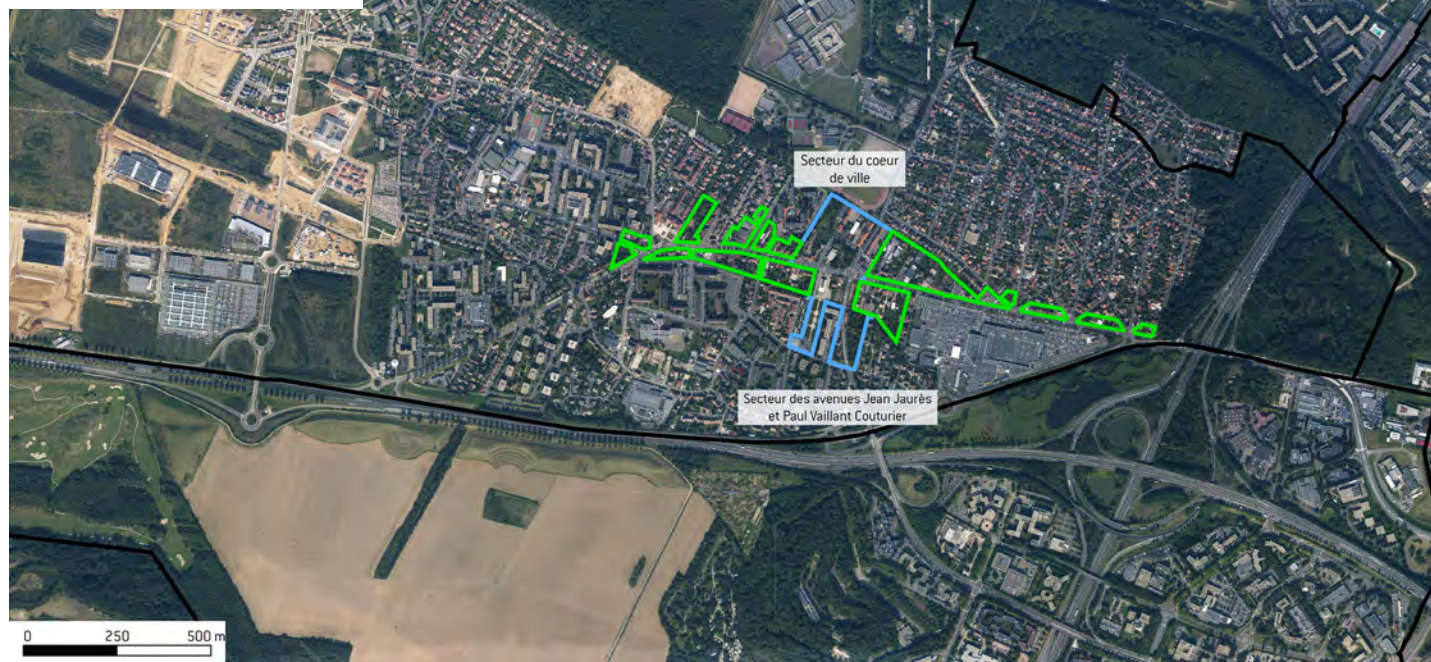 Secteur du coeur
de ville
Secteur des avenues Jean Jaurès
et Paul Vaillant Couturier
0 250 500 m